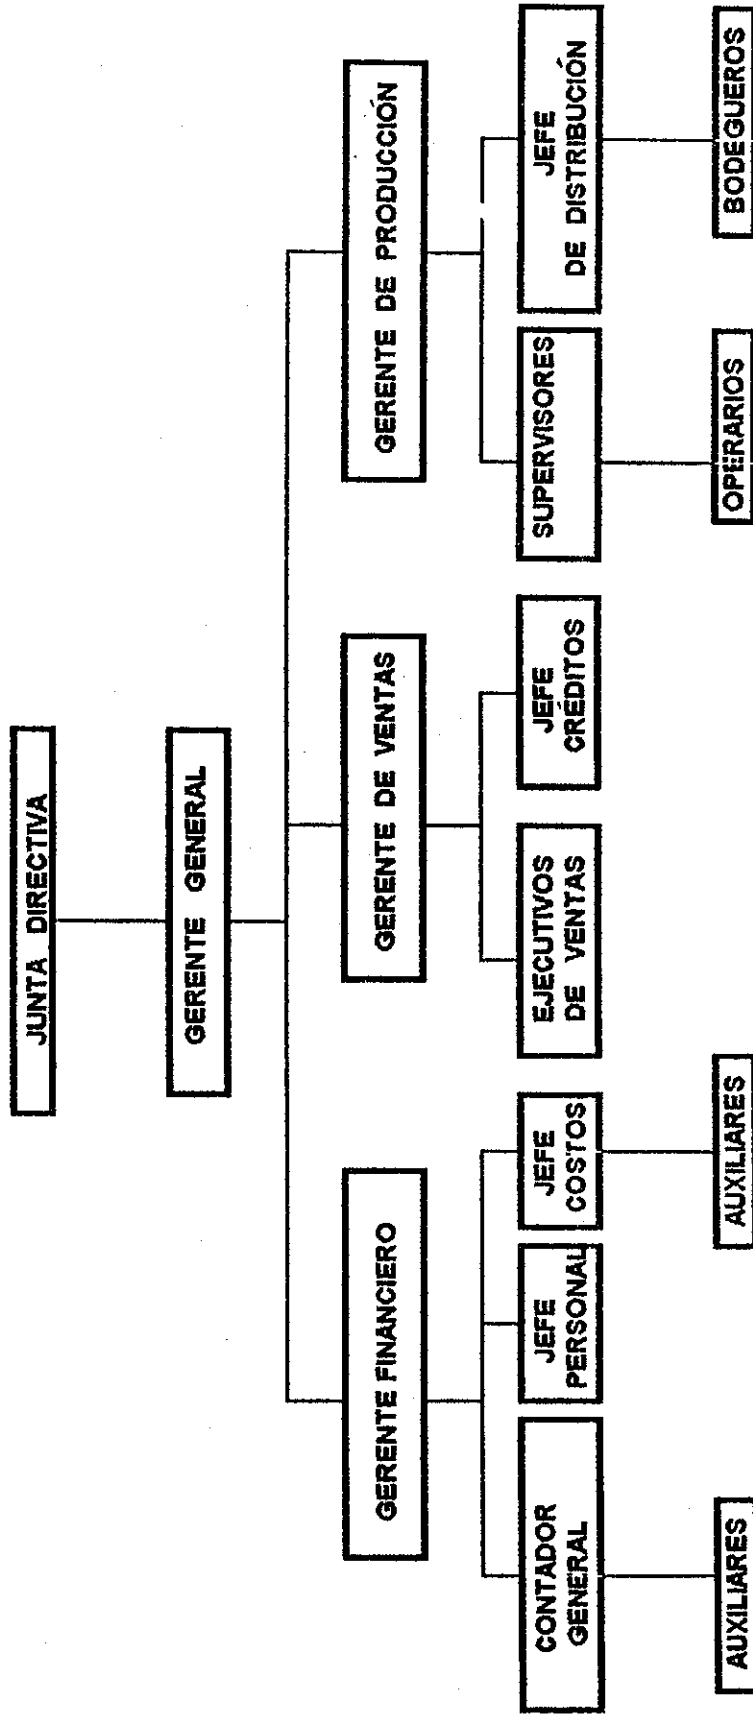 JUNTA DIRECTIVA
GERENTE GENERAL
GERENTE FINANCIERO
GERENTE DE VENTAS
GERENTE DE PRODUCCIÓN
CONTADOR
GENERAL
JEFE
PERSONAL
JEFE
COSTOS
EJECUTIVOS
DE VENTAS
JEFE
CRÉDITOS
SUPERVISORES
JEFE
DE DISTRIBUCIÓN
AUXILIARES
AUXILIARES
OPERARIOS
BODEGUEROS